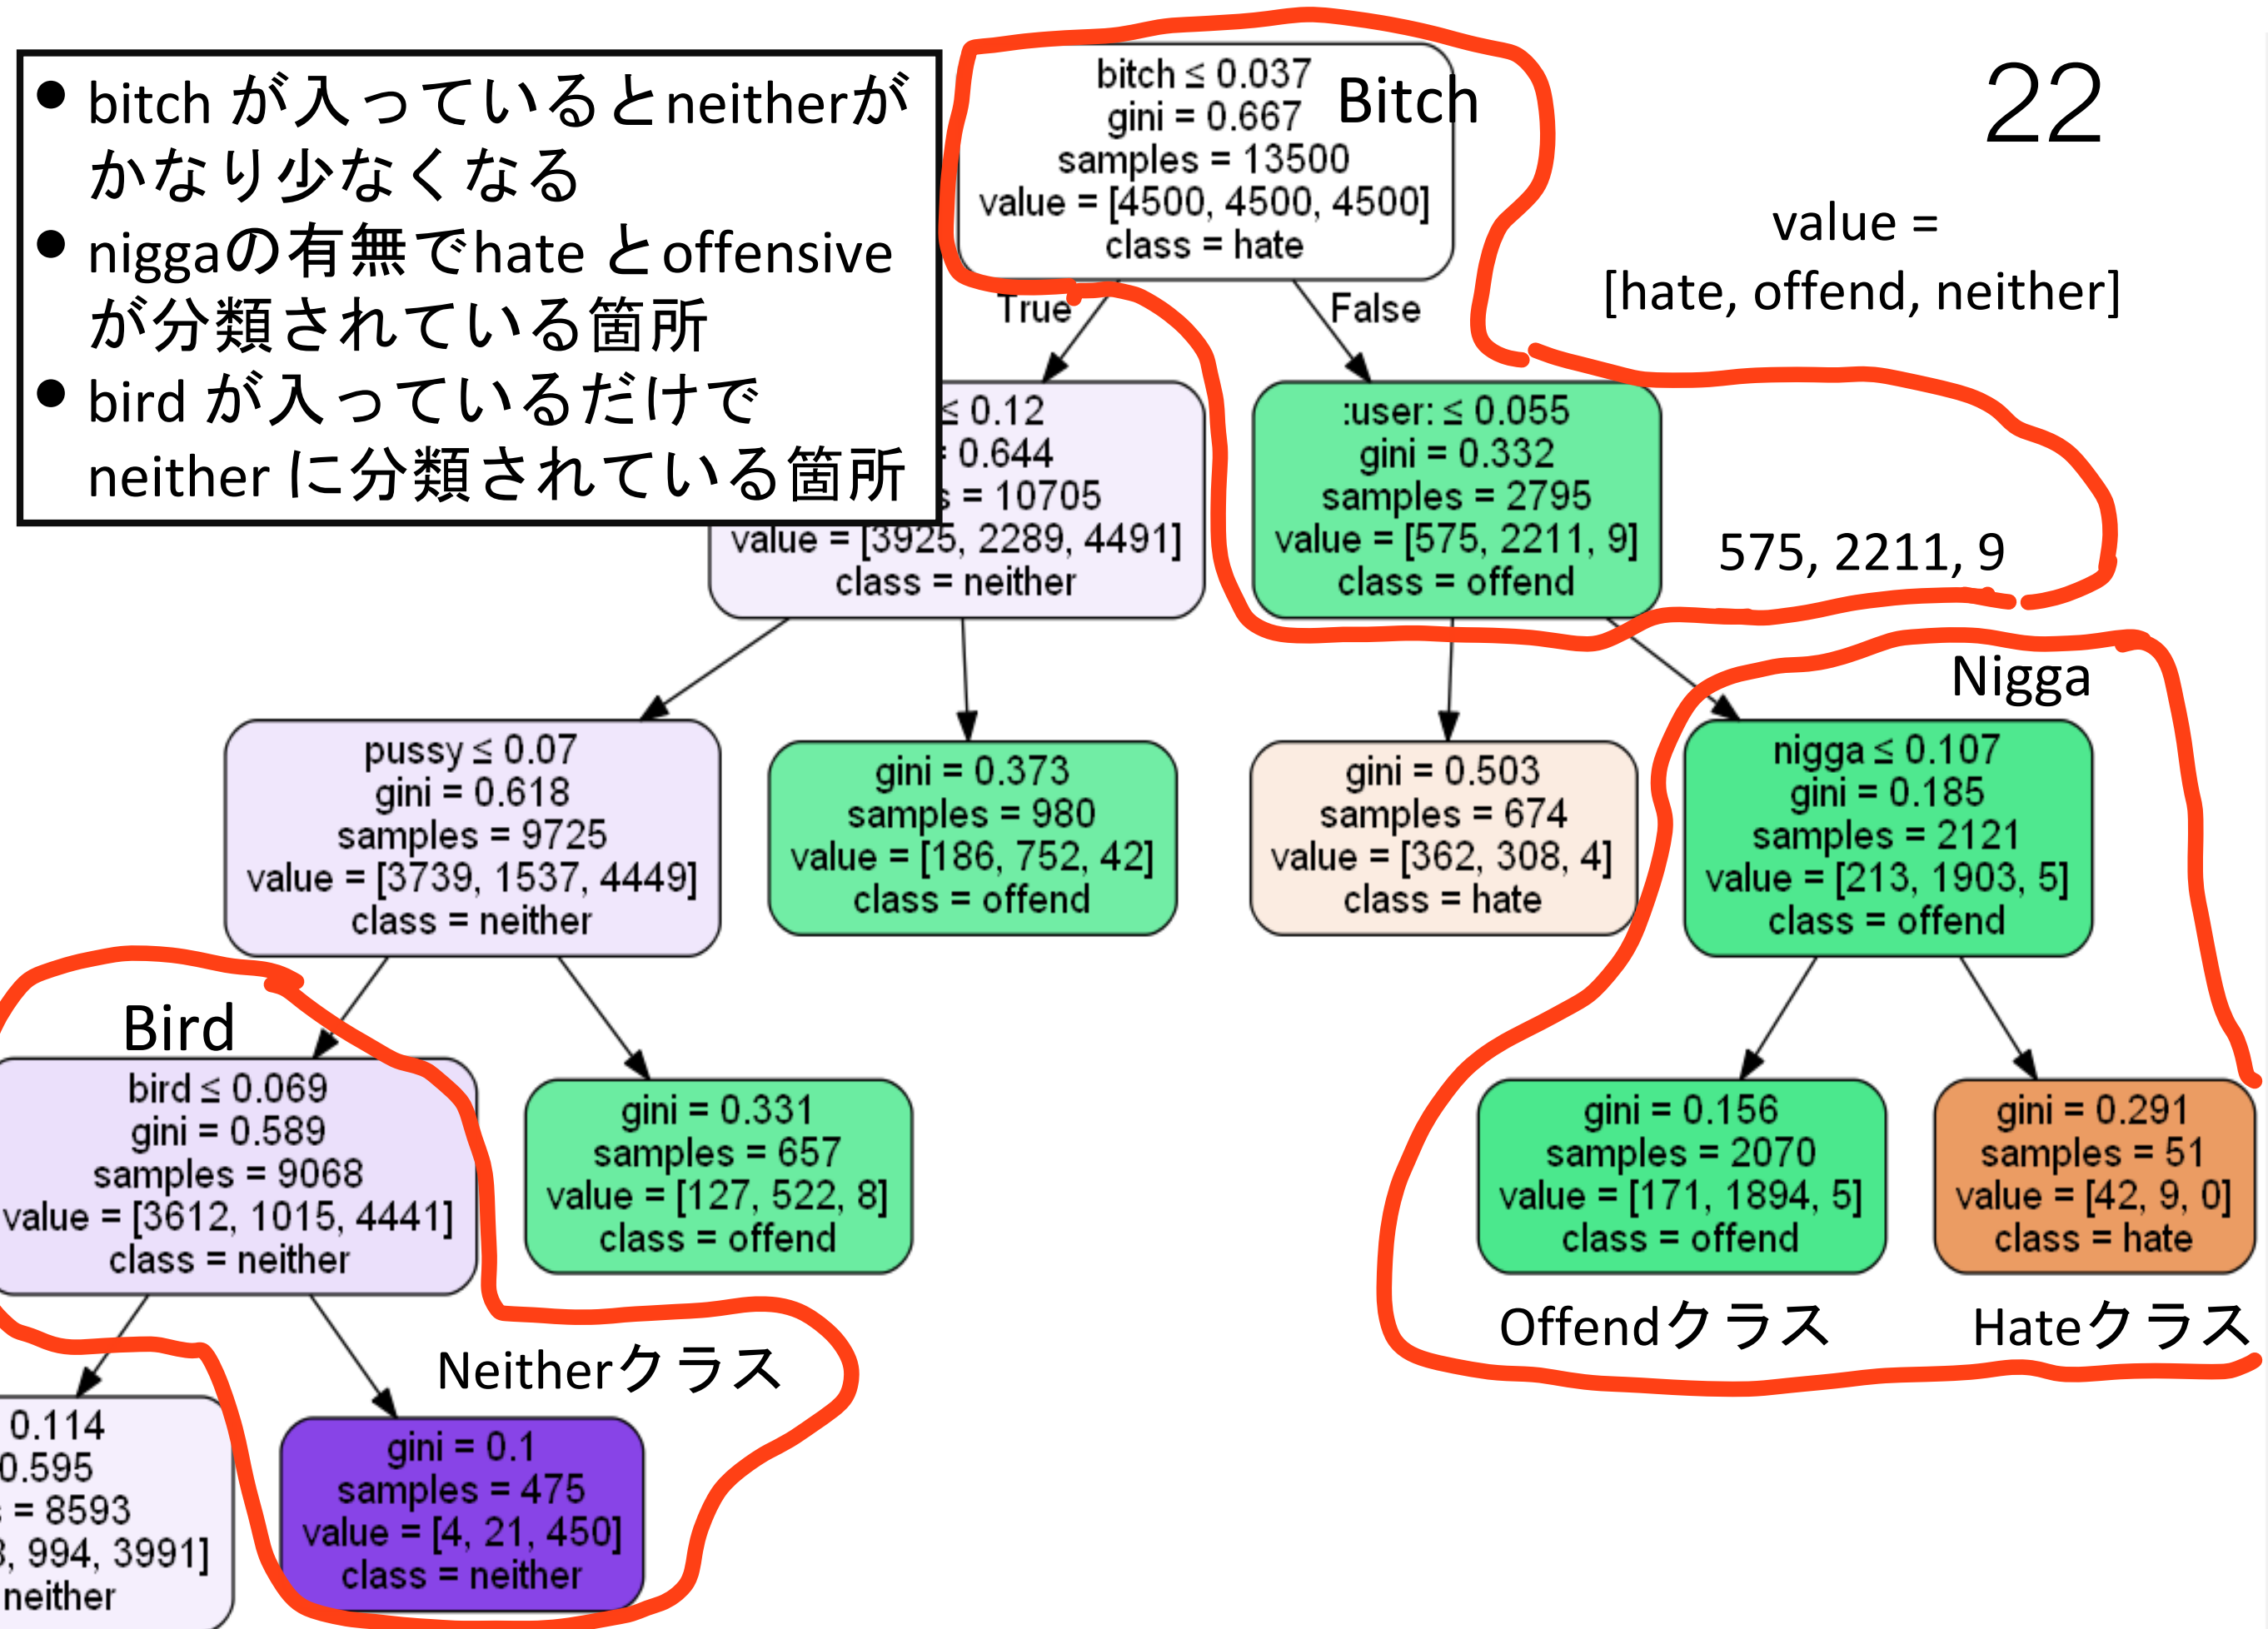 ● bitch が入っているとneitherが
かなり少なくなる
● niggaの有無でhate とoffensive
が分類されている箇所
● bird が入っているだけで
neither に分類されている箇所
bitch ≤ 0.037
gini = 0.667
samples = 13500
value = [4500, 4500, 4500]
class = hate
Bitch
22
value =
[hate, offend, neither]
True
False
≤ 0.12
= 0.644
= 10705
value = [3925, 2289, 4491]
class = neither
:user: ≤ 0.055
gini = 0.332
samples = 2795
value = [575, 2211, 9]
class = offend
575, 2211, 9
pussy ≤ 0.07
gini = 0.618
samples = 9725
value = [3739, 1537, 4449]
class = neither
gini = 0.373
samples = 980
value = [186, 752, 42]
class = offend
gini = 0.503
samples = 674
value = [362, 308, 4]
class = hate
Nigga
nigga ≤ 0.107
gini = 0.185
samples = 2121
value = [213, 1903, 5]
class = offend
Bird
bird ≤ 0.069
gini = 0.589
samples = 9068
value = [3612, 1015, 4441]
class = neither
gini = 0.331
samples = 657
value = [127, 522, 8]
class = offend
gini = 0.156
samples = 2070
value = [171, 1894, 5]
class = offend
gini = 0.291
samples = 51
value = [42, 9, 0]
class = hate
Offendクラス
Hateクラス
Neitherクラス
0.114
0.595
= 8593
, 994, 3991]
neither
gini = 0.1
samples = 475
value = [4, 21, 450]
class = neither